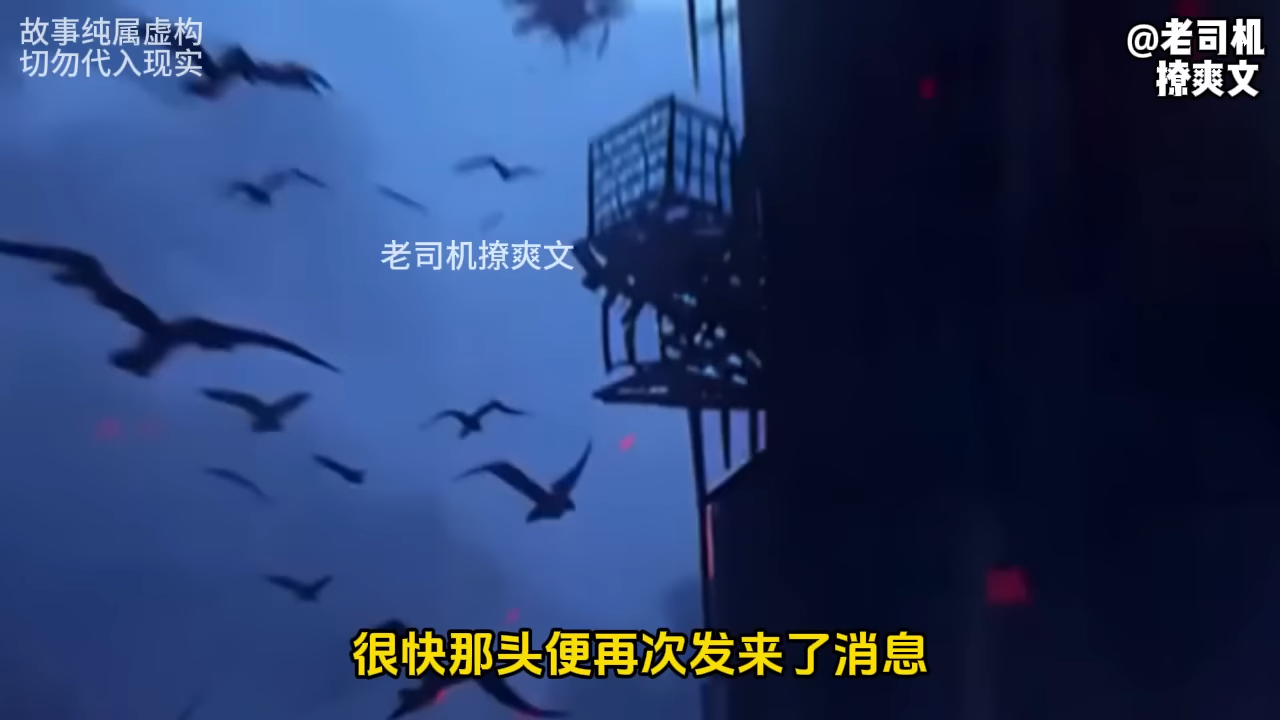 故事纯属虚构
切勿代入现实
@老司机
撩爽文
老司机撩爽文
很快那头便再次发来了消息